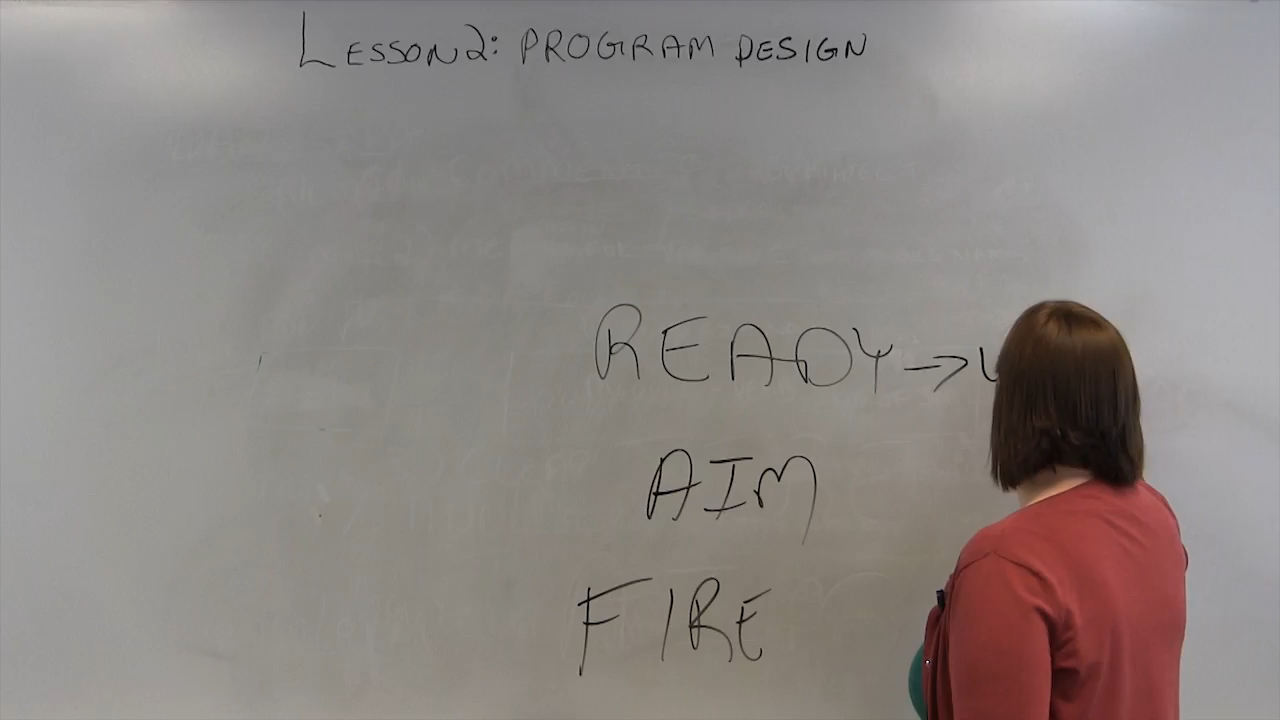 LESSON 2: PROGRAM DESIGN
READY →
AIM
FIRE